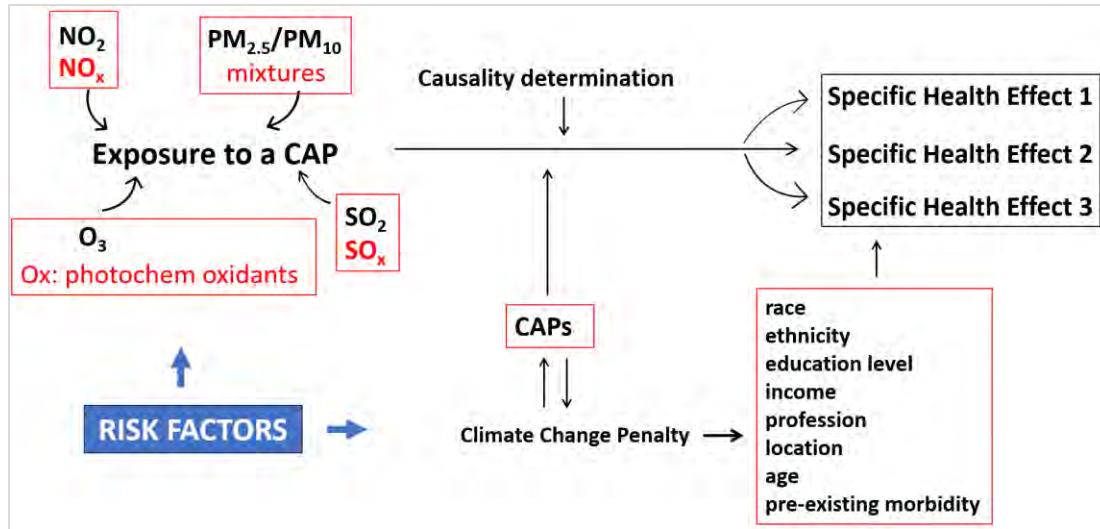 NO₂
NOₓ
PM₂.₅/PM₁₀
mixtures
Causality determination
Exposure to a CAP
Specific Health Effect 1
Specific Health Effect 2
Specific Health Effect 3
O₃
Ox: photochem oxidants
SO₂
SOₓ
CAPs
RISK FACTORS
Climate Change Penalty
race
ethnicity
education level
income
profession
location
age
pre-existing morbidity